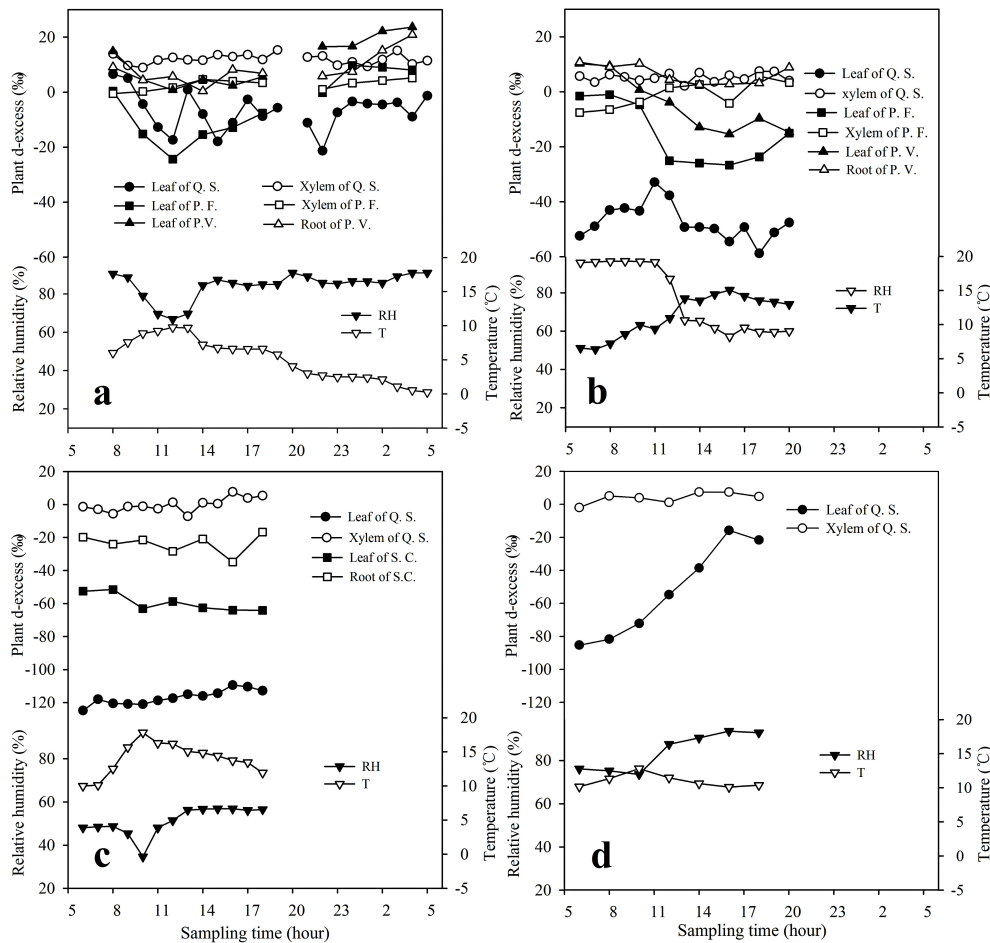 20
0
-20
-40
-60
80
60
40
20
Plant d-excess (‰)
Relative humidity (%)
Leaf of Q. S.
Leaf of P. F.
Leaf of P.V.
Xylem of Q. S.
Xylem of P. F.
Root of P. V.
RH
T
a
20
15
10
5
0
-5
Temperature (℃)
5 8 11 14 17 20 23 2 5
20
0
-20
-40
-60
80
60
40
20
Plant d-excess (‰)
Relative humidity (%)
Leaf of Q. S.
xylem of Q. S.
Leaf of P. F.
Xylem of P. F.
Leaf of P. V.
Root of P. V.
RH
T
b
20
15
10
5
0
-5
Temperature (℃)
5 8 11 14 17 20 23 2 5
20
0
-20
-40
-60
-80
-100
-120
80
60
40
20
Plant d-excess (‰)
Relative humidity (%)
Leaf of Q. S.
Xylem of Q. S.
Leaf of S. C.
Root of S.C.
RH
T
c
20
15
10
5
0
-5
Temperature (℃)
5 8 11 14 17 20 23 2 5
Sampling time (hour)
20
0
-20
-40
-60
-80
-100
-120
80
60
40
20
Plant d-excess (‰)
Relative humidity (%)
Leaf of Q. S.
Xylem of Q. S.
RH
T
d
20
15
10
5
0
-5
Temperature (℃)
5 8 11 14 17 20 23 2 5
Sampling time (hour)